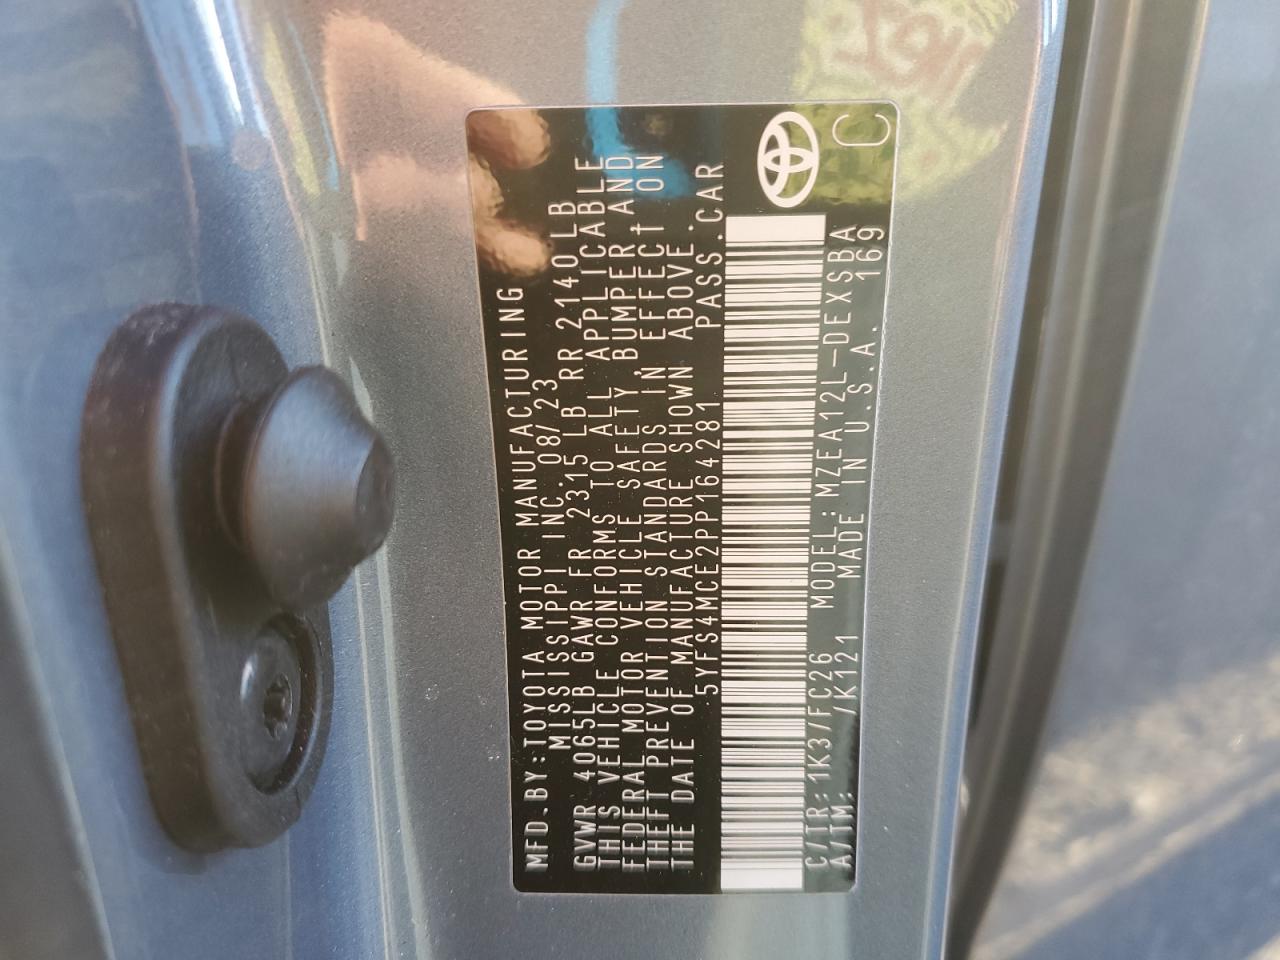 MFD.BY:TOYOTA MOTOR MANUFACTURING
MISSISSIPPI INC. 08/23
GVWR 4065LB GAWR FR 2315 LB RR 2140 LB
THIS VEHICLE CONFORMS TO ALL APPLICABLE
FEDERAL MOTOR VEHICLE SAFETY, BUMPER, AND
THEFT PREVENTION STANDARDS IN EFFECT ON
THE DATE OF MANUFACTURE SHOWN ABOVE.
5YFS4MCE2PP164281 PASS.CAR
C/TR: 1K3/FC26 MODEL: MZEA12L-DEXSBA
A/TM: /K121 MADE IN U.S.A. 169
C